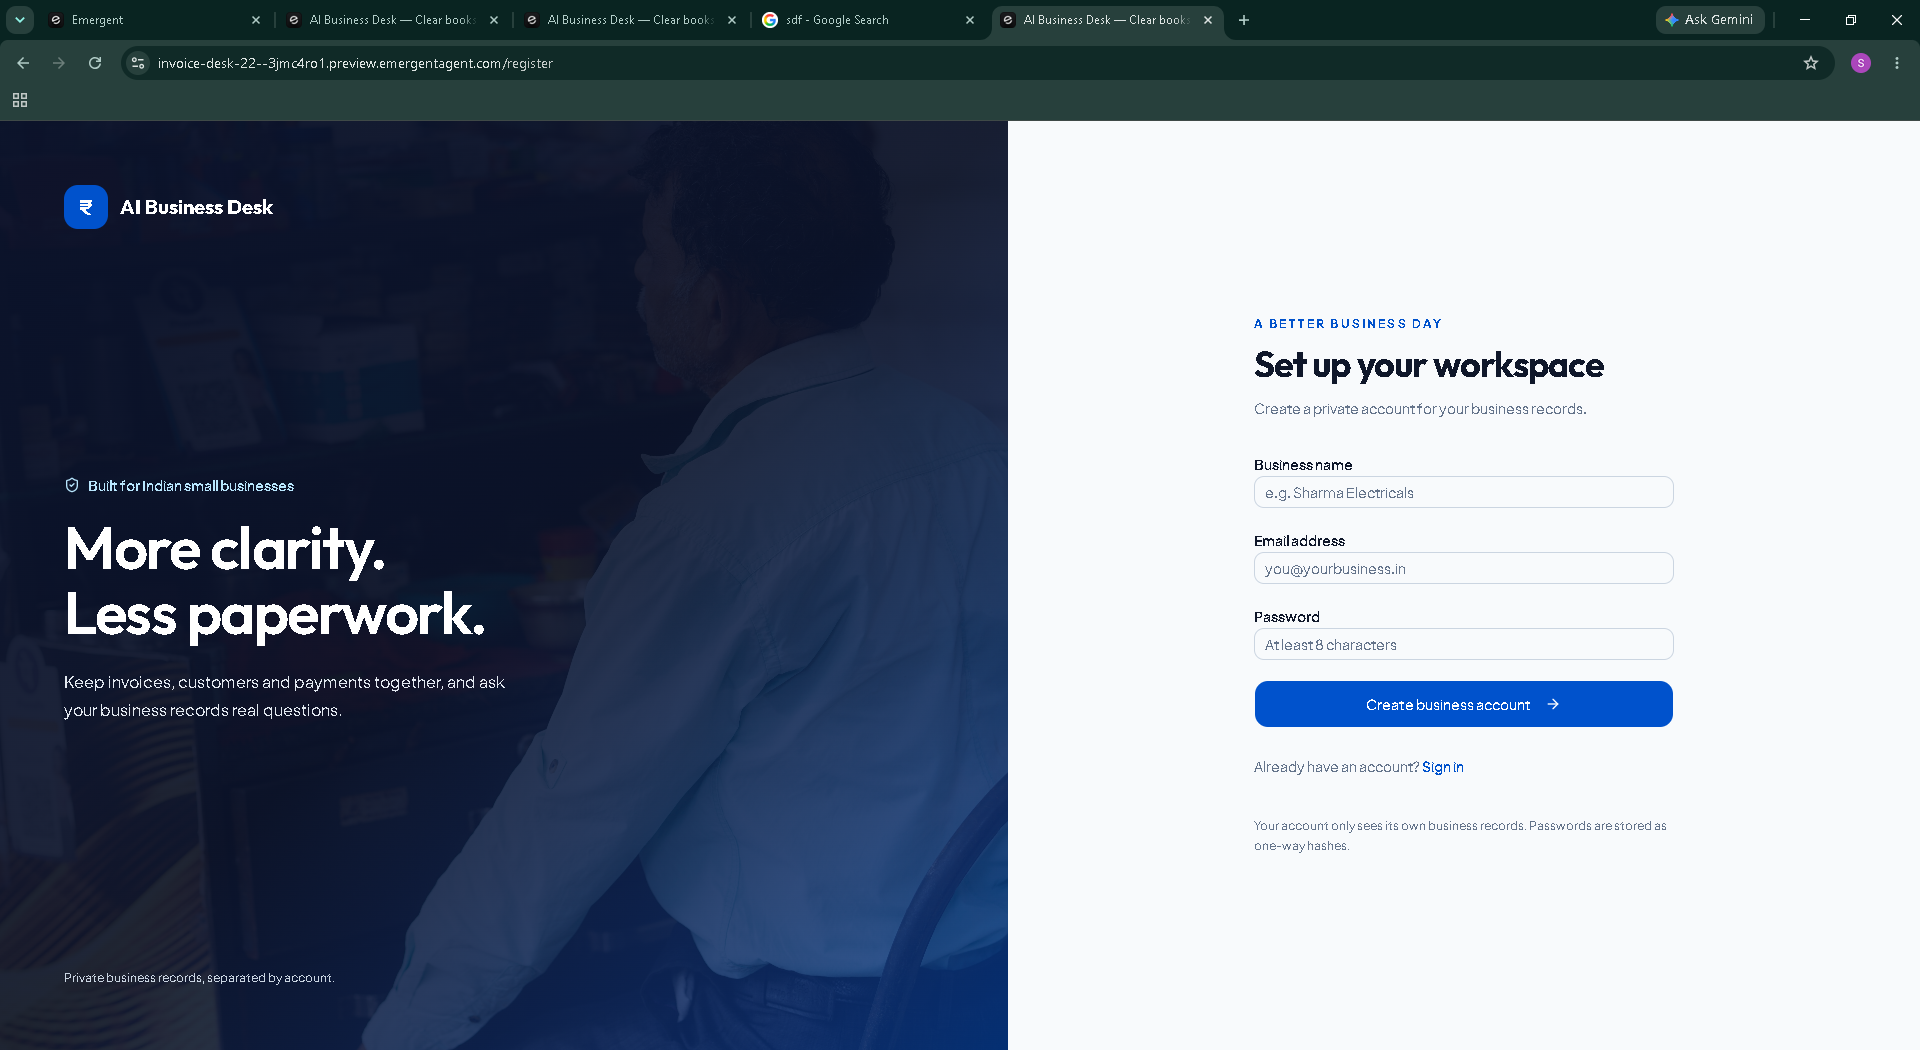 Emergent
AI Business Desk — Clear books
AI Business Desk — Clear books
sdf - Google Search
AI Business Desk — Clear books
Ask Gemini
invoice-desk-22--3jmc4ro1.preview.emergentagent.com/register
S
₹
AI Business Desk
Built for Indian small businesses
More clarity.
Less paperwork.
Keep invoices, customers and payments together, and ask
your business records real questions.
Private business records, separated by account.
A BETTER BUSINESS DAY
Set up your workspace
Create a private account for your business records.
Business name
e.g. Sharma Electricals
Email address
you@yourbusiness.in
Password
At least 8 characters
Create business account
Already have an account? Sign in
Your account only sees its own business records. Passwords are stored as
one-way hashes.